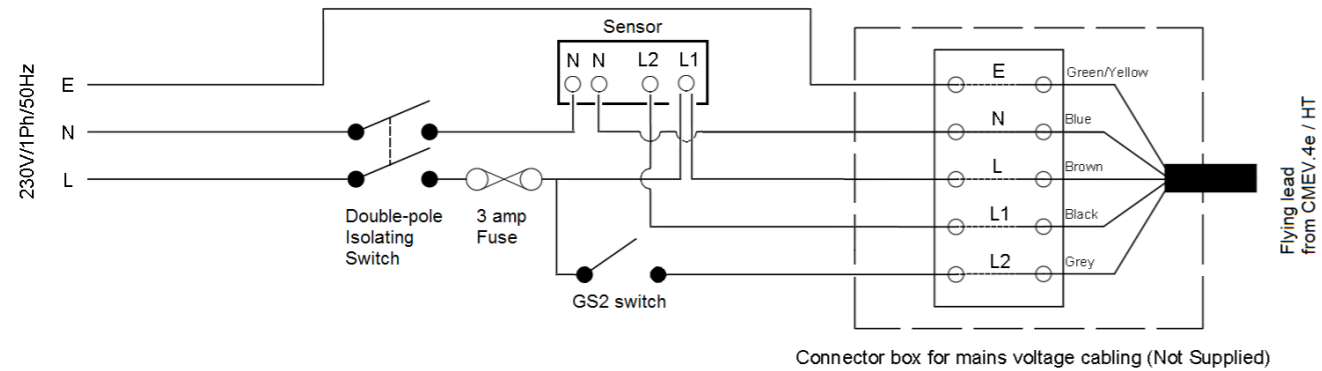 230V/1Ph/50Hz
E
N
L
Sensor
N N L2 L1
Double-pole
Isolating
Switch
3 amp
Fuse
GS2 switch
E
N
L
L1
L2
Green/Yellow
Blue
Brown
Black
Grey
Flying lead
from CMEV.4e / HT
Connector box for mains voltage cabling (Not Supplied)